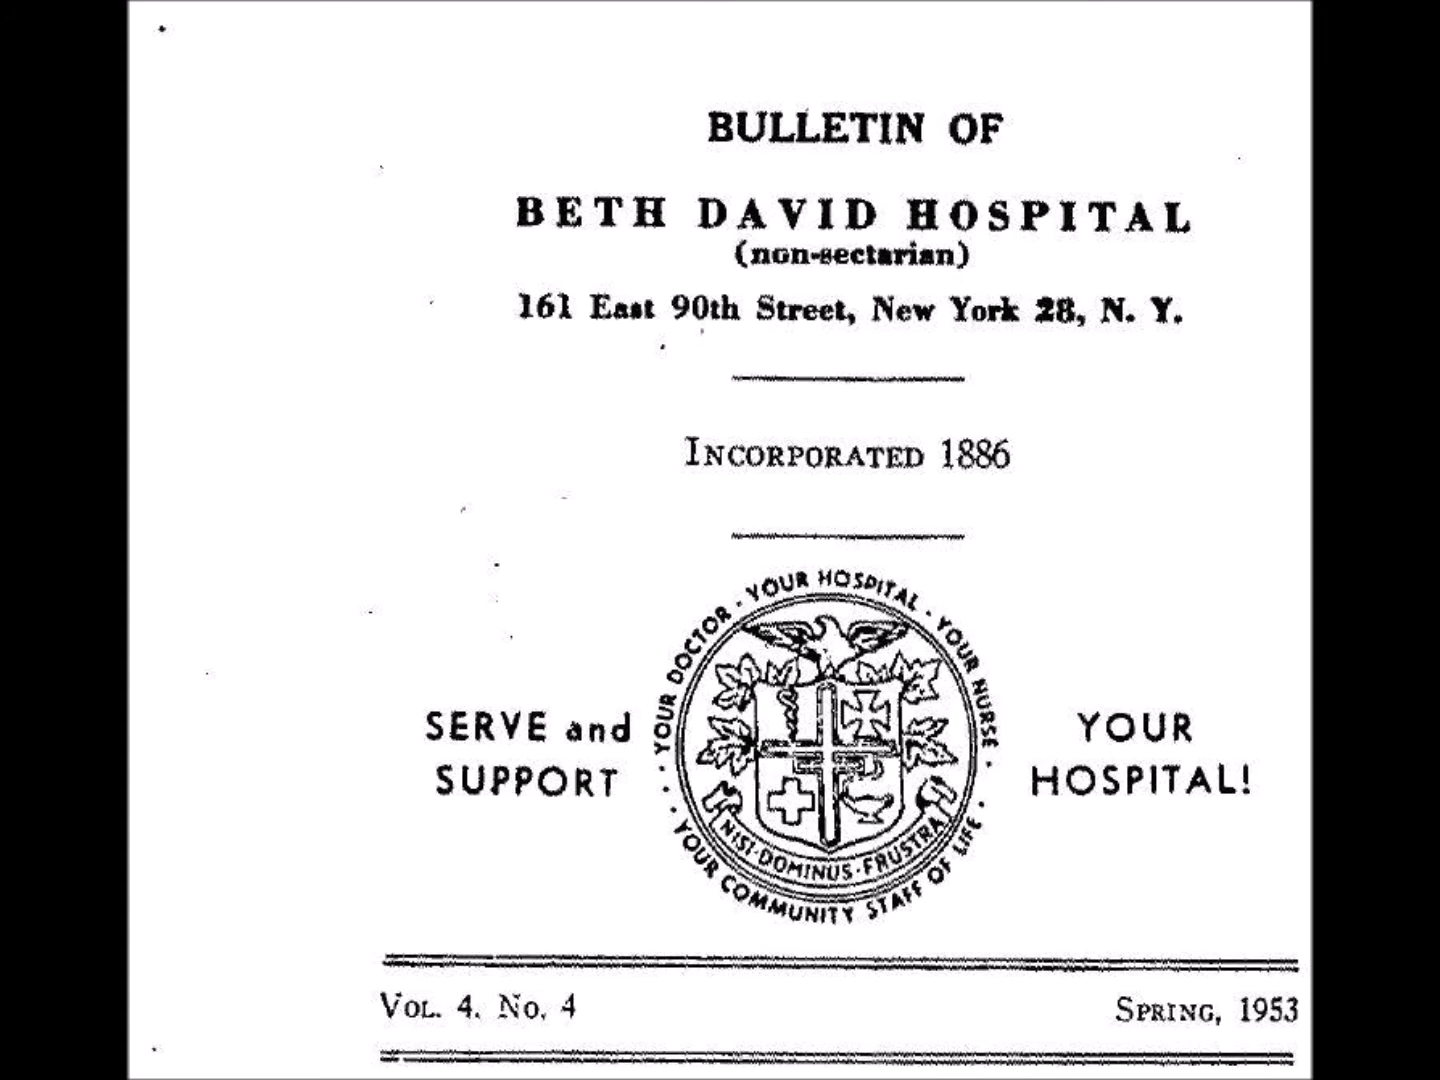 BULLETIN OF
BETH DAVID HOSPITAL
(non-sectarian)
161 East 90th Street, New York 28, N. Y.
INCORPORATED 1886
YOUR DOCTOR · YOUR HOSPITAL · YOUR NURSE
SERVE and
SUPPORT
YOUR
HOSPITAL!
NISI · DOMINUS · FRUSTRA
YOUR COMMUNITY STAFF OF LIFE
VOL. 4. No. 4
SPRING, 1953